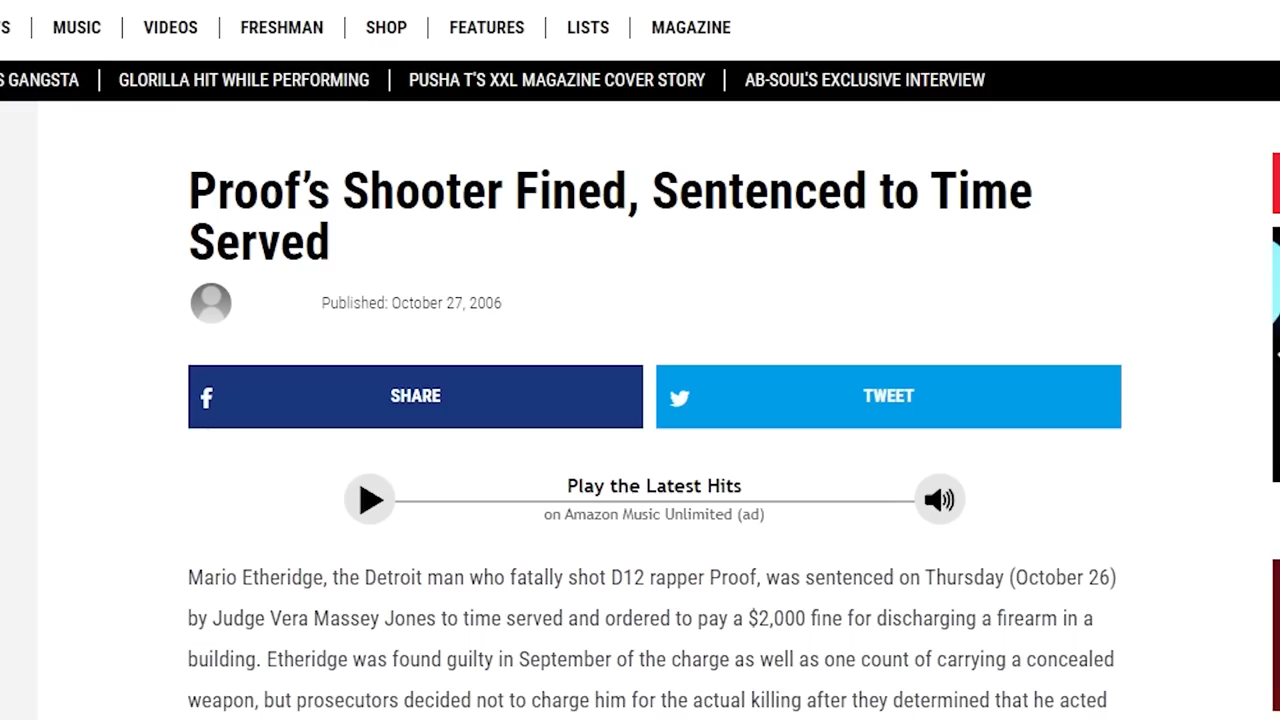 S | MUSIC | VIDEOS | FRESHMAN | SHOP | FEATURES | LISTS | MAGAZINE
S GANGSTA | GLORILLA HIT WHILE PERFORMING | PUSHA T'S XXL MAGAZINE COVER STORY | AB-SOUL'S EXCLUSIVE INTERVIEW
Proof’s Shooter Fined, Sentenced to Time
Served
Published: October 27, 2006
SHARE
TWEET
Play the Latest Hits
on Amazon Music Unlimited (ad)
Mario Etheridge, the Detroit man who fatally shot D12 rapper Proof, was sentenced on Thursday (October 26)
by Judge Vera Massey Jones to time served and ordered to pay a $2,000 fine for discharging a firearm in a
building. Etheridge was found guilty in September of the charge as well as one count of carrying a concealed
weapon, but prosecutors decided not to charge him for the actual killing after they determined that he acted